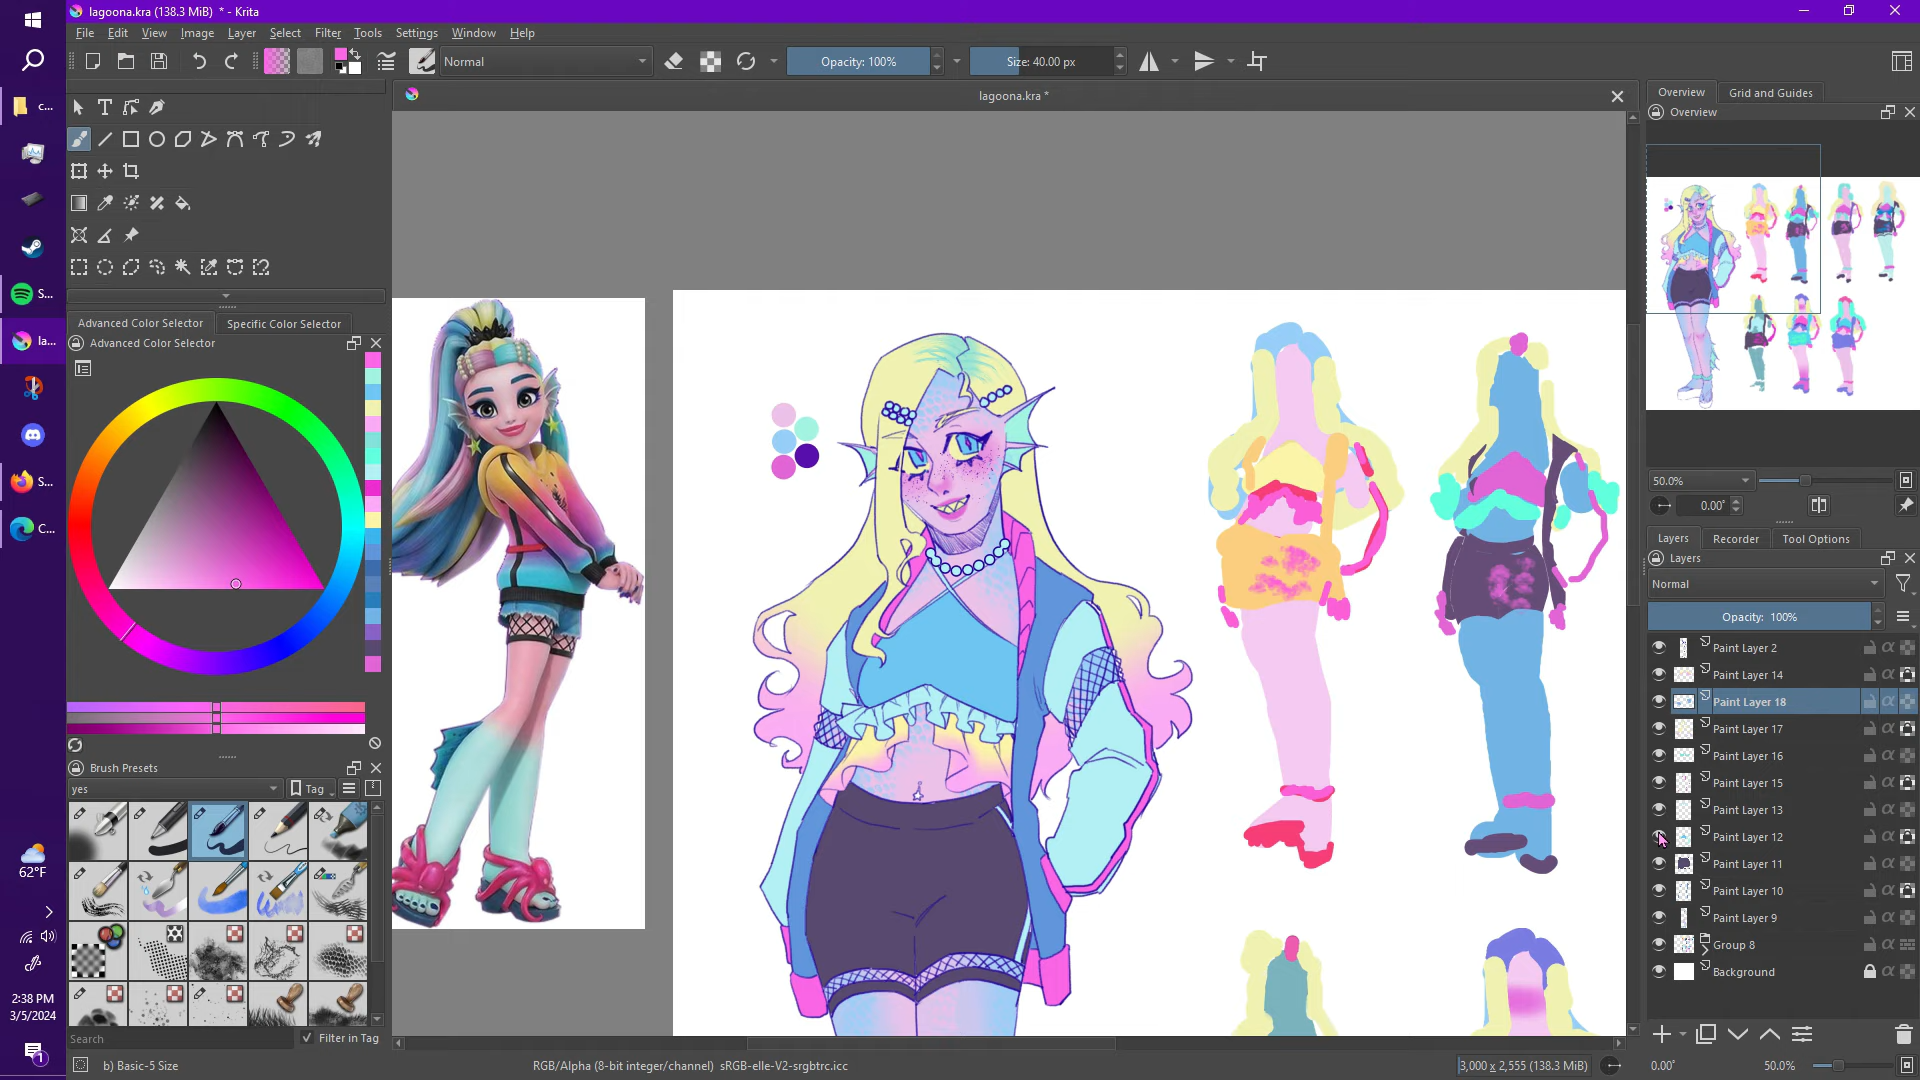 lagoona.kra (138.3 MiB) * - Krita
File Edit View Image Layer Select Filter Tools Settings Window Help
Normal
Opacity: 100%
Size: 40.00 px
lagoona.kra *
Overview
Grid and Guides
Overview
c...
S...
la...
S...
C...
Advanced Color Selector
Specific Color Selector
Advanced Color Selector
50.0%
0.00°
Layers
Recorder
Tool Options
Layers
Normal
Opacity: 100%
Paint Layer 2
Paint Layer 14
Paint Layer 18
Paint Layer 17
Paint Layer 16
Paint Layer 15
Paint Layer 13
Paint Layer 12
Paint Layer 11
Paint Layer 10
Paint Layer 9
Group 8
Background
Brush Presets
yes
Tag
Search
Filter in Tag
62°F
2:38 PM
3/5/2024
1
b) Basic-5 Size
RGB/Alpha (8-bit integer/channel) sRGB-elle-V2-srgbtrc.icc
3,000 x 2,555 (138.3 MiB)
0.00°
50.0%